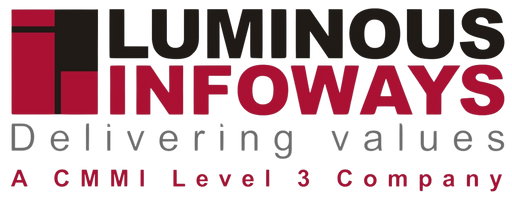 LUMINOUS
INFOWAYS
Delivering values
A CMMI Level 3 Company